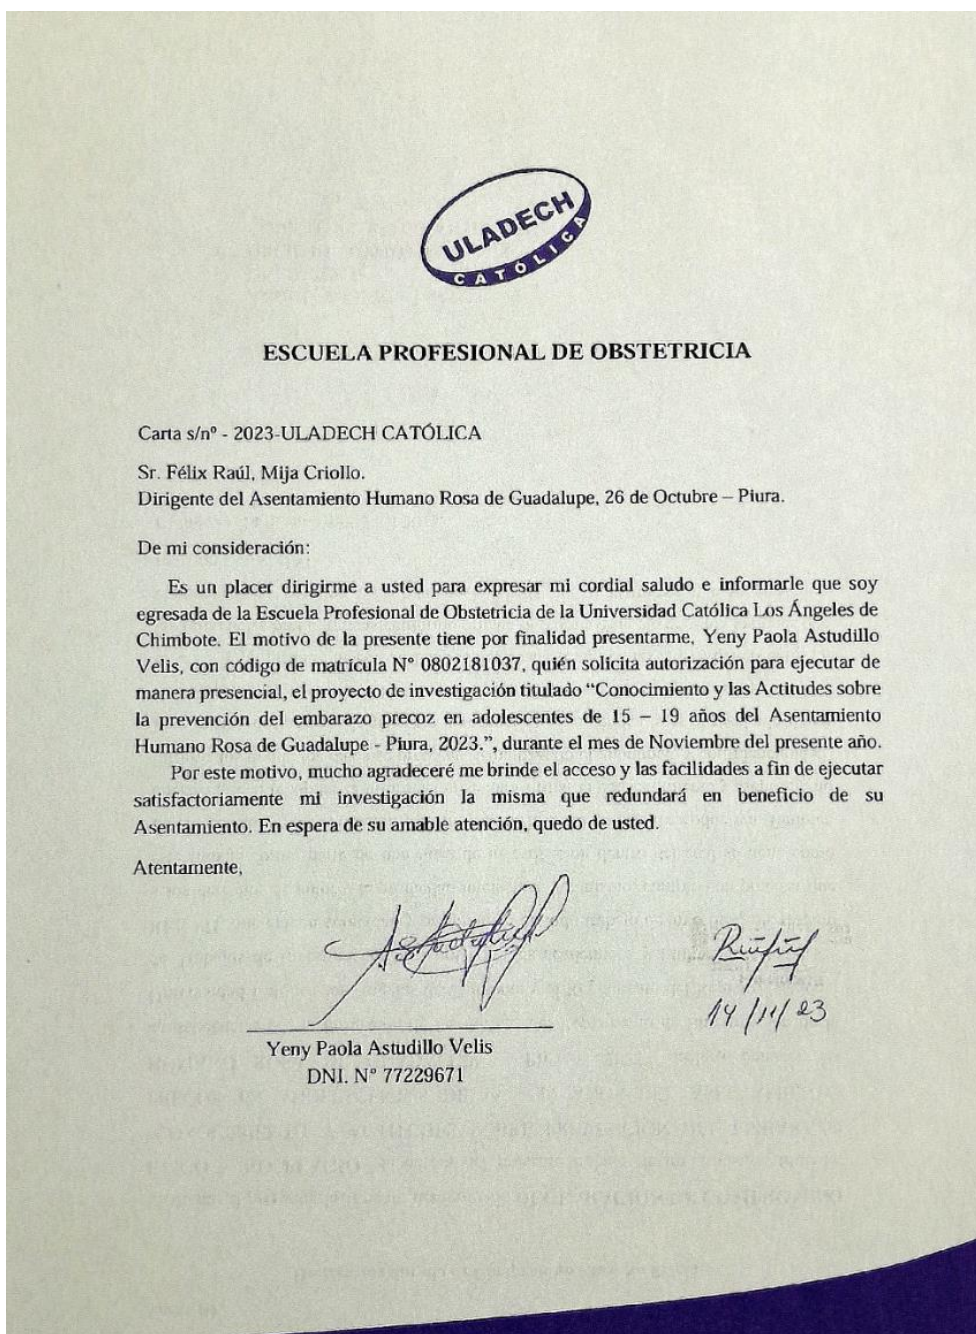 ULADECH
CATÓLICA
ESCUELA PROFESIONAL DE OBSTETRICIA
Carta s/nº - 2023-ULADECH CATÓLICA
Sr. Félix Raúl, Mija Criollo.
Dirigente del Asentamiento Humano Rosa de Guadalupe, 26 de Octubre – Piura.
De mi consideración:
Es un placer dirigirme a usted para expresar mi cordial saludo e informarle que soy
egresada de la Escuela Profesional de Obstetricia de la Universidad Católica Los Ángeles de
Chimbote. El motivo de la presente tiene por finalidad presentarme, Yeny Paola Astudillo
Velis, con código de matrícula N° 0802181037, quién solicita autorización para ejecutar de
manera presencial, el proyecto de investigación titulado “Conocimiento y las Actitudes sobre
la prevención del embarazo precoz en adolescentes de 15 – 19 años del Asentamiento
Humano Rosa de Guadalupe - Piura, 2023.”, durante el mes de Noviembre del presente año.
Por este motivo, mucho agradeceré me brinde el acceso y las facilidades a fin de ejecutar
satisfactoriamente mi investigación la misma que redundará en beneficio de su
Asentamiento. En espera de su amable atención, quedo de usted.
Atentamente,
14/11/23
Yeny Paola Astudillo Velis
DNI. N° 77229671